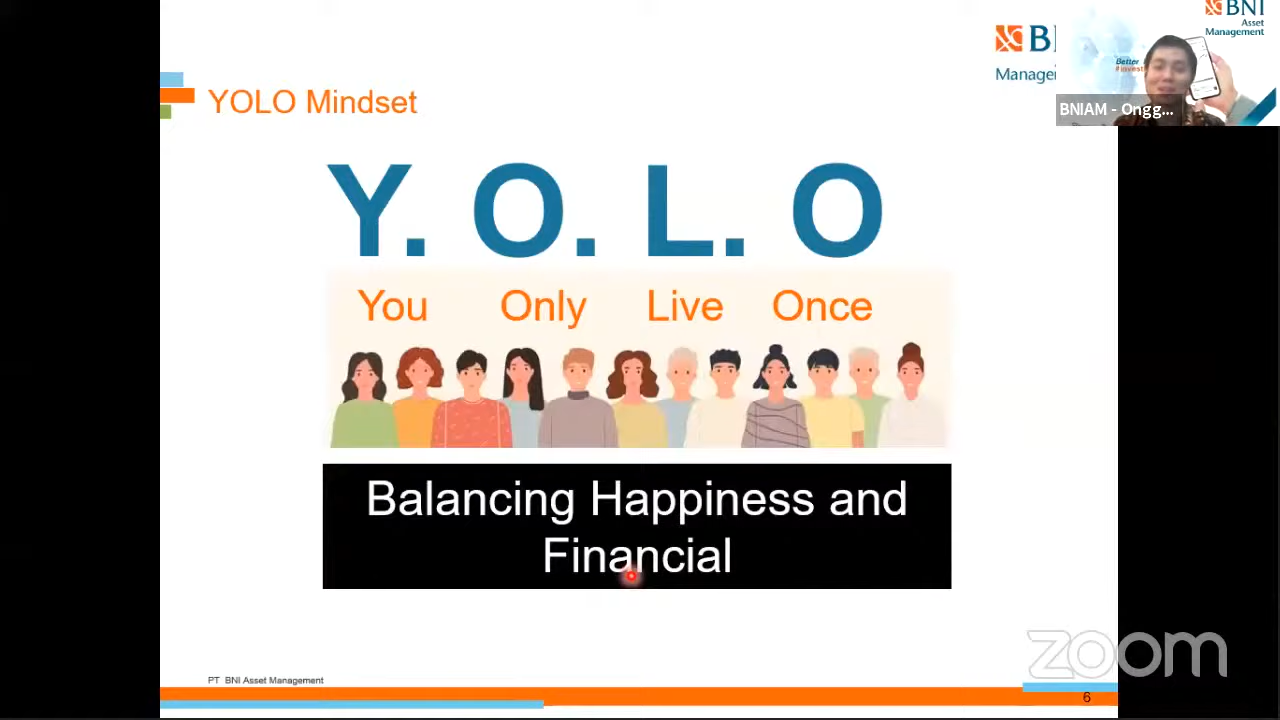 BNI
Asset
Management
Better
BNIAM - Ongg...
YOLO Mindset
Y. O. L. O
You Only Live Once
Balancing Happiness and
Financial
zoom
PT BNI Asset Management
6